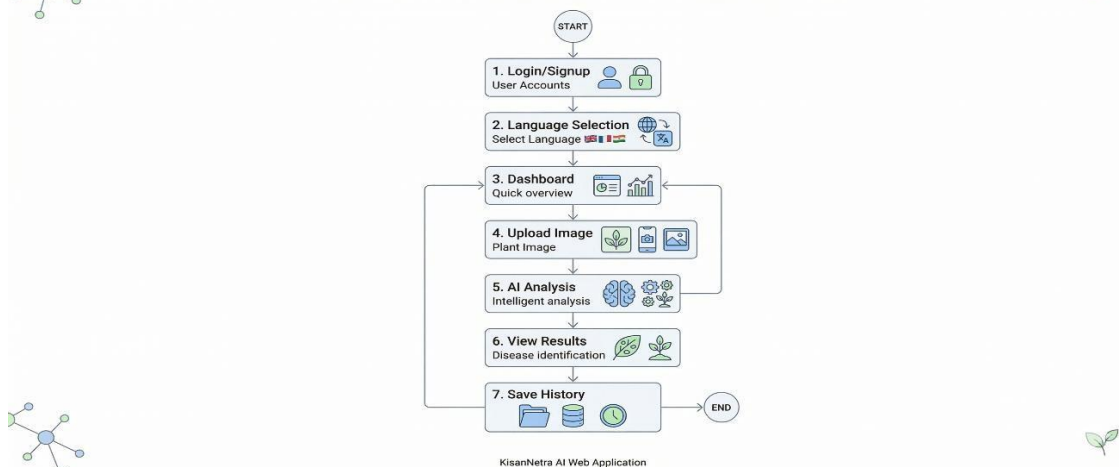 START
1. Login/Signup
User Accounts
2. Language Selection
Select Language
文A
3. Dashboard
Quick overview
4. Upload Image
Plant Image
5. AI Analysis
Intelligent analysis
6. View Results
Disease identification
7. Save History
END
KisanNetra AI Web Application